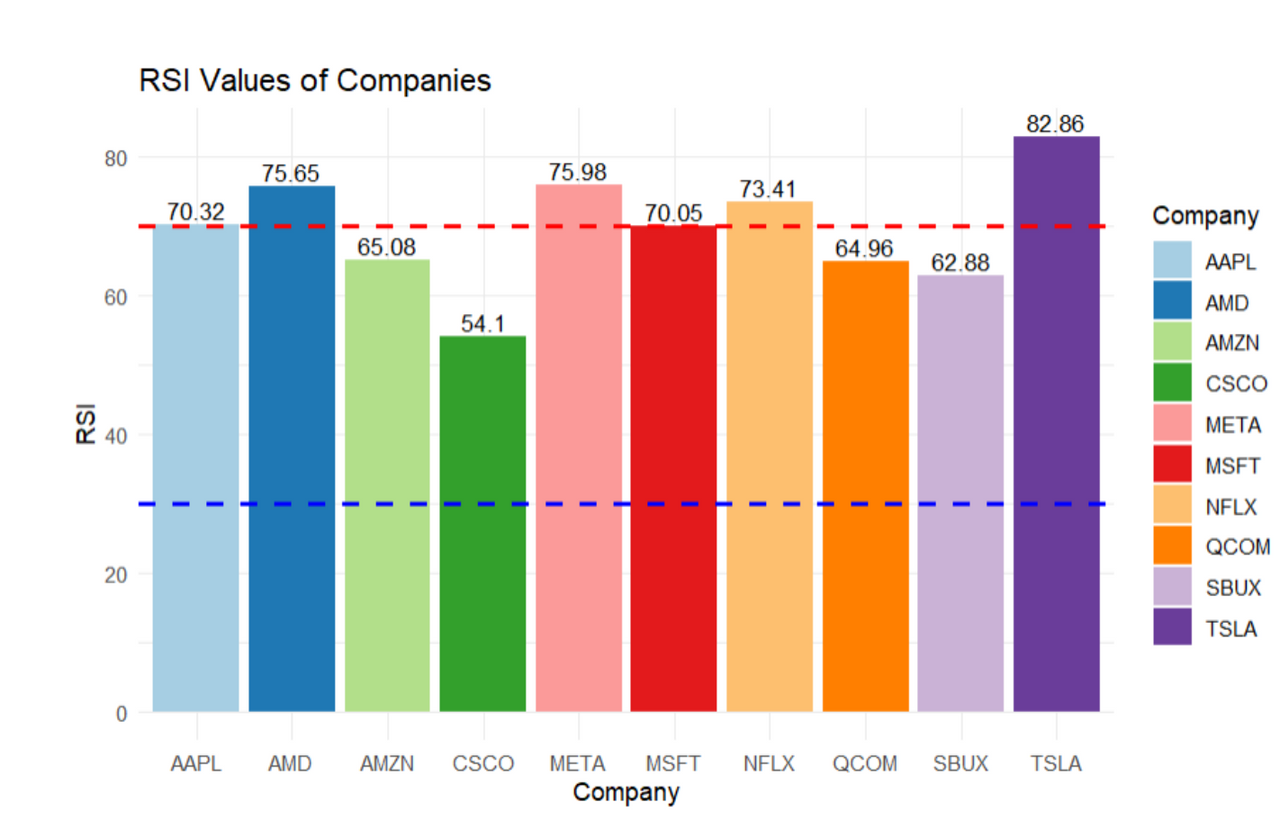 RSI Values of Companies
82.86
80
75.65
75.98
73.41
70.32
70.05
65.08
64.96
62.88
60
54.1
RSI
40
20
0
AAPL AMD AMZN CSCO META MSFT NFLX QCOM SBUX TSLA
Company
Company
AAPL
AMD
AMZN
CSCO
META
MSFT
NFLX
QCOM
SBUX
TSLA